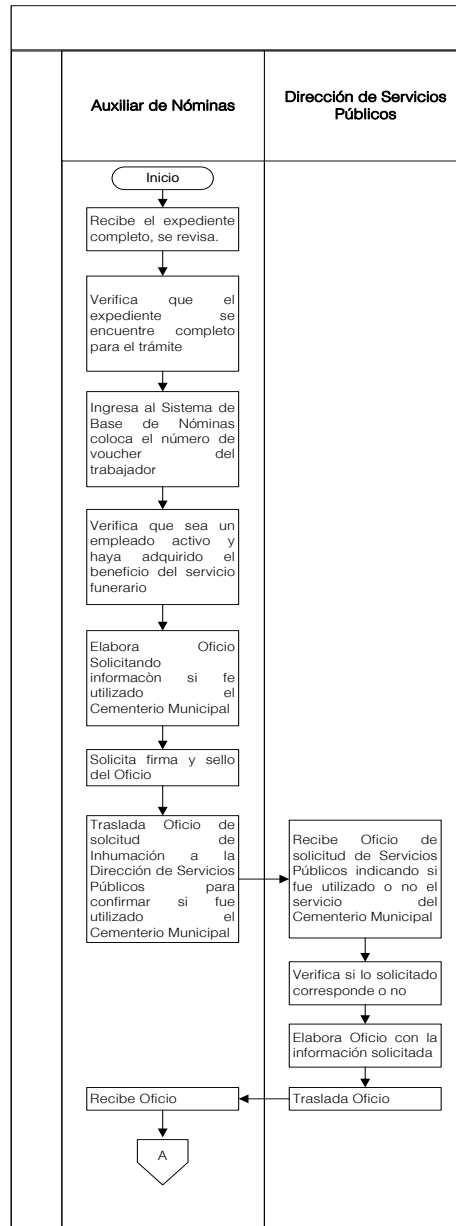 Auxiliar de Nóminas
Dirección de Servicios
Públicos
Inicio
Recibe el expediente
completo, se revisa.
Verifica que el
expediente se
encuentre completo
para el trámite
Ingresa al Sistema de
Base de Nóminas
coloca el número de
voucher del
trabajador
Verifica que sea un
empleado activo y
haya adquirido el
beneficio del servicio
funerario
Elabora Oficio
Solicitando
informaciòn si fe
utilizado el
Cementerio Municipal
Solicita firma y sello
del Oficio
Traslada Oficio de
solcitud de
Inhumación a la
Dirección de Servicios
Públicos para
confirmar si fue
utilizado el
Cementerio Municipal
Recibe Oficio de
solicitud de Servicios
Públicos indicando si
fue utilizado o no el
servicio del
Cementerio Municipal
Verifica si lo solicitado
corresponde o no
Elabora Oficio con la
información solicitada
Traslada Oficio
Recibe Oficio
A